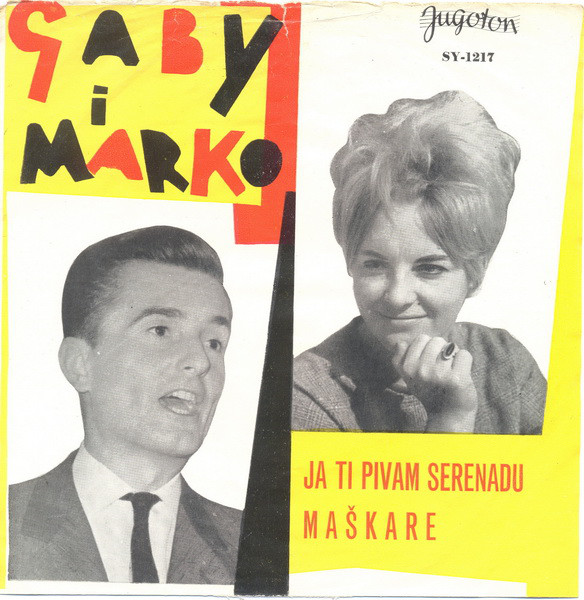 GABY
i
MARKO
Jugoton
SY-1217
JA TI PIVAM SERENADU
MAŠKARE